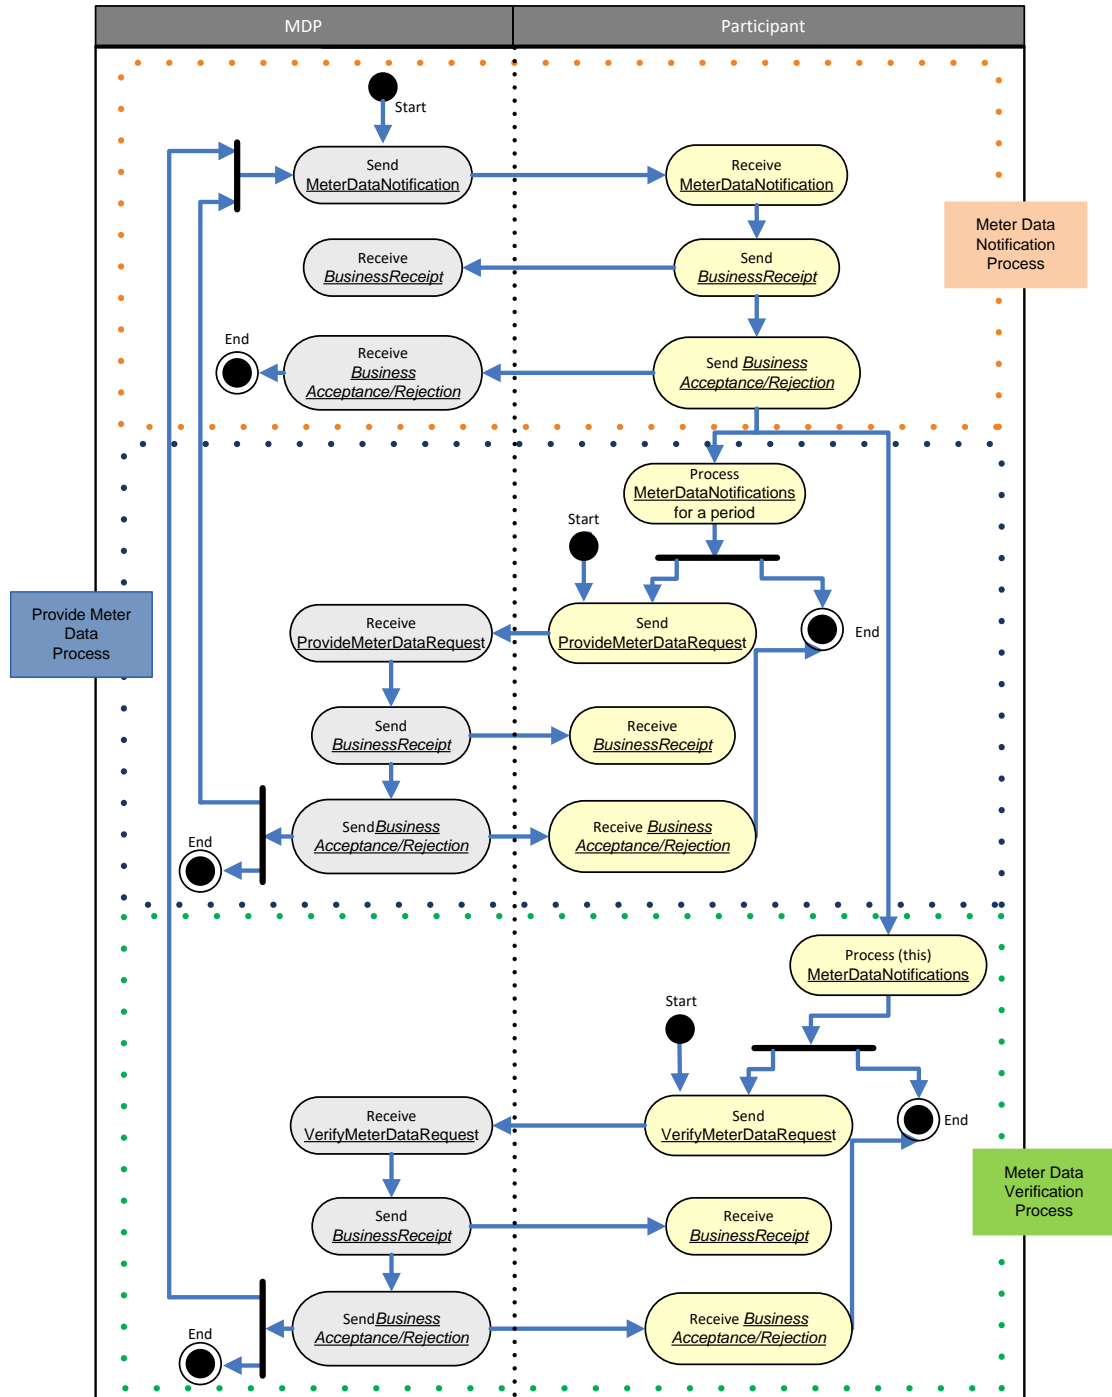 MDP
Participant
Start
Send
MeterDataNotification
Receive
MeterDataNotification
Meter Data
Notification
Process
Receive
BusinessReceipt
Send
BusinessReceipt
End
Receive
Business
Acceptance/Rejection
Send Business
Acceptance/Rejection
Process
MeterDataNotifications
for a period
Start
Provide Meter
Data
Process
Receive
ProvideMeterDataRequest
Send
ProvideMeterDataRequest
End
Send
BusinessReceipt
Receive
BusinessReceipt
End
SendBusiness
Acceptance/Rejection
Receive Business
Acceptance/Rejection
Process (this)
MeterDataNotifications
Start
Receive
VerifyMeterDataRequest
Send
VerifyMeterDataRequest
End
Meter Data
Verification
Process
Send
BusinessReceipt
Receive
BusinessReceipt
End
SendBusiness
Acceptance/Rejection
Receive Business
Acceptance/Rejection